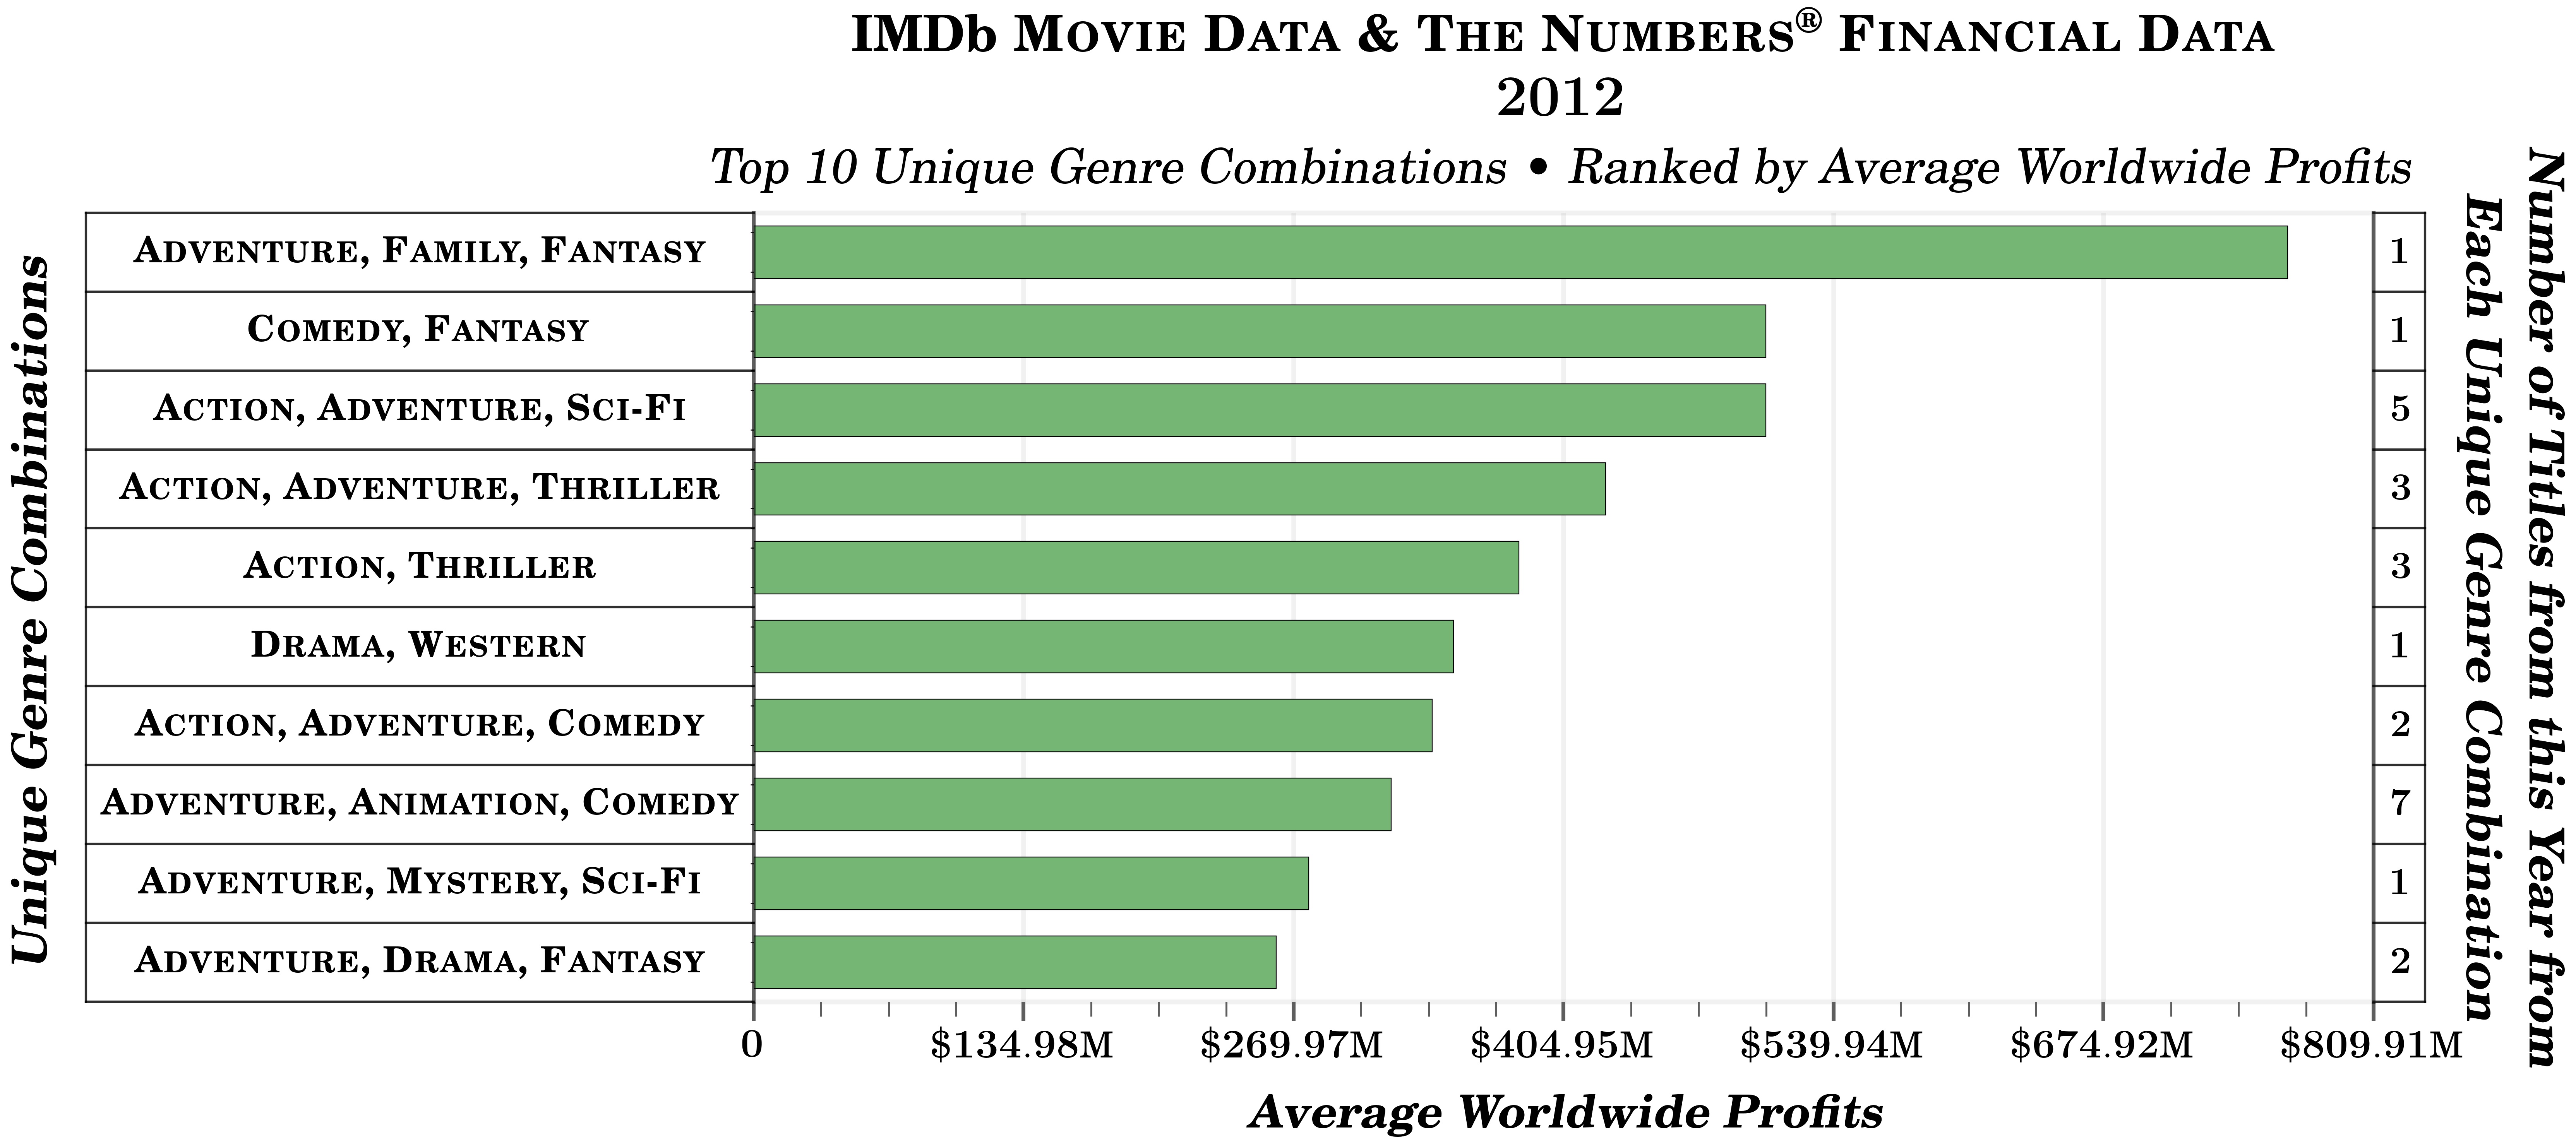 IMDb Movie Data & The Numbers® Financial Data
2012
Top 10 Unique Genre Combinations • Ranked by Average Worldwide Profits
Unique Genre Combinations
Adventure, Family, Fantasy 1
Comedy, Fantasy 1
Action, Adventure, Sci-Fi 5
Action, Adventure, Thriller 3
Action, Thriller 3
Drama, Western 1
Action, Adventure, Comedy 2
Adventure, Animation, Comedy 7
Adventure, Mystery, Sci-Fi 1
Adventure, Drama, Fantasy 2
Number of Titles from this Year from
Each Unique Genre Combination
0 $134.98M $269.97M $404.95M $539.94M $674.92M $809.91M
Average Worldwide Profits